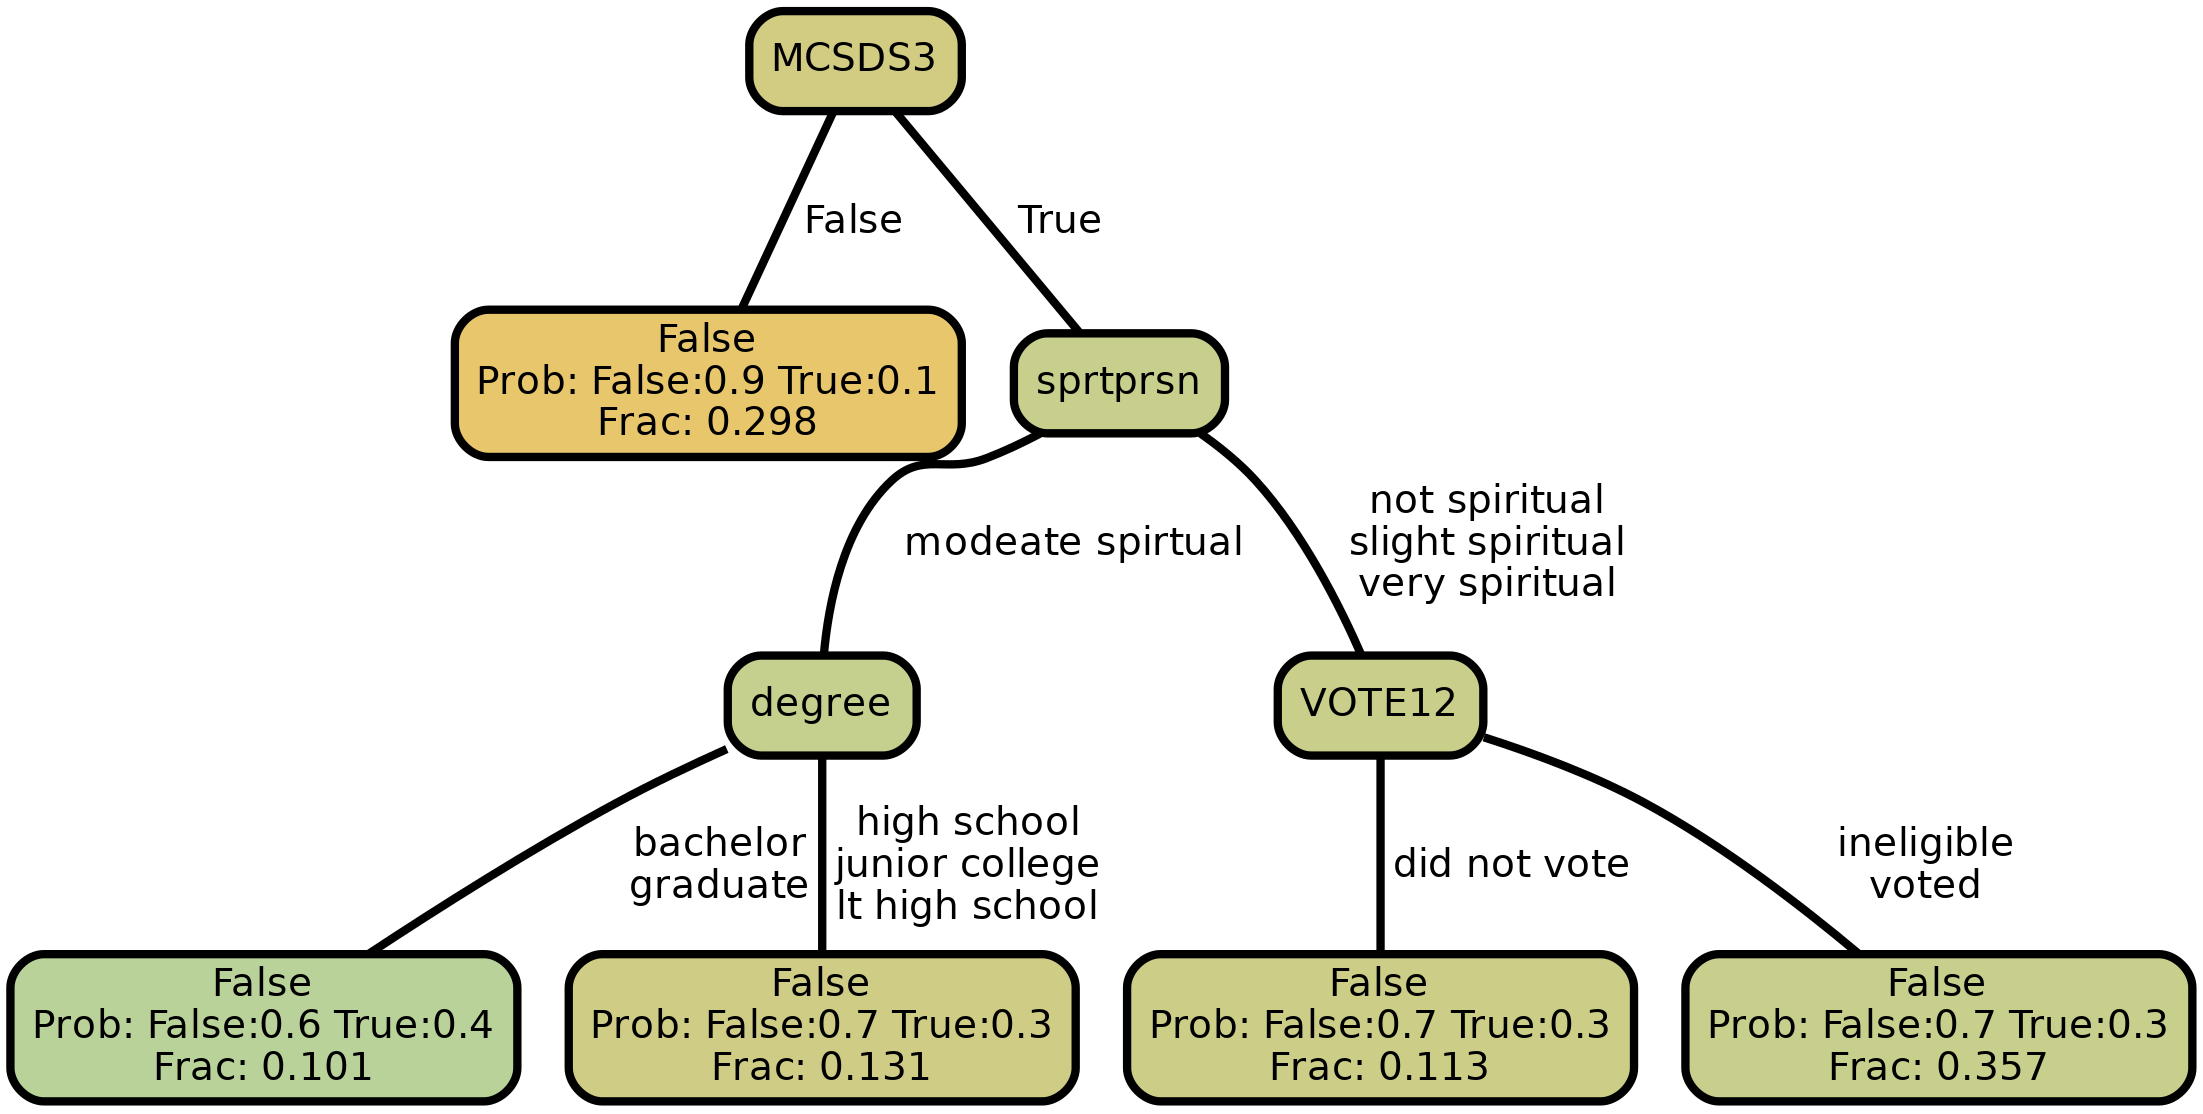 MCSDS3
False
True
False
Prob: False:0.9 True:0.1
Frac: 0.298
sprtprsn
modeate spirtual
not spiritual
slight spiritual
very spiritual
degree
VOTE12
bachelor
graduate
high school
junior college
lt high school
did not vote
ineligible
voted
False
Prob: False:0.6 True:0.4
Frac: 0.101
False
Prob: False:0.7 True:0.3
Frac: 0.131
False
Prob: False:0.7 True:0.3
Frac: 0.113
False
Prob: False:0.7 True:0.3
Frac: 0.357